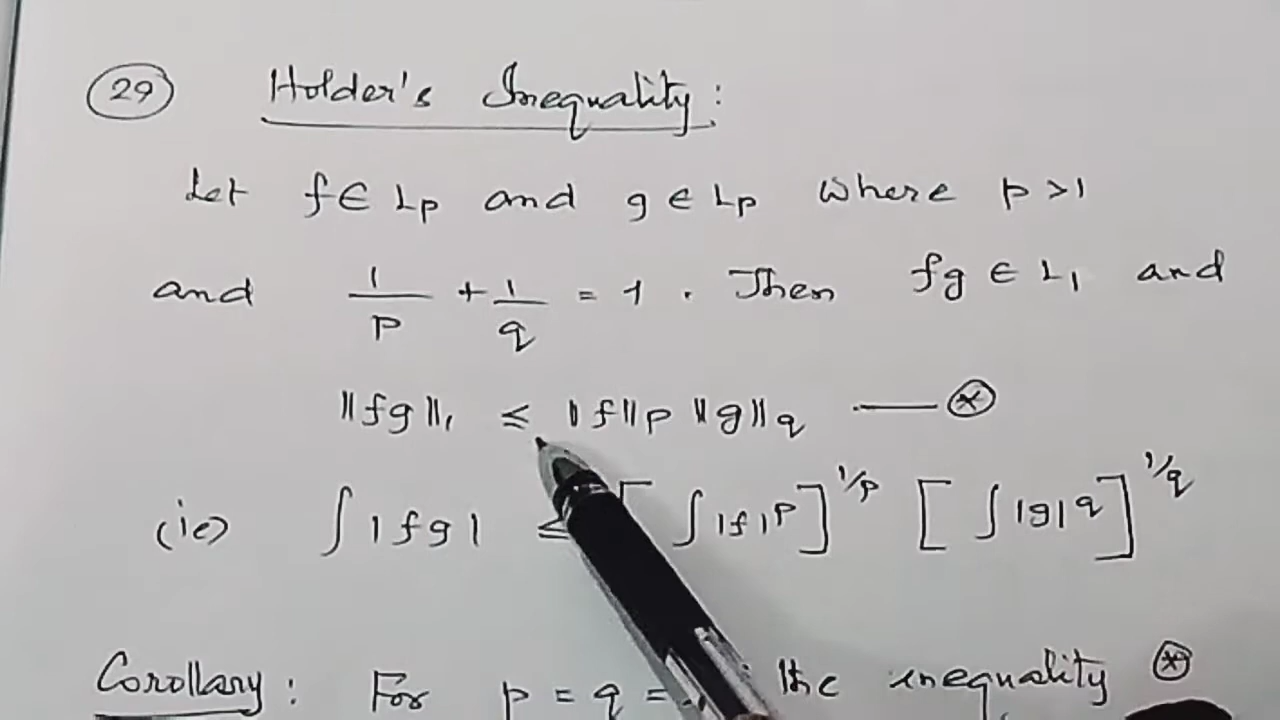 29 Holder's Inequality:
Let f ∈ Lp and g ∈ Lp where p > 1
and 1/p + 1/q = 1. Then fg ∈ L₁ and
‖fg‖₁ ≤ ‖f‖p ‖g‖q —— ⊛
(ie) ∫|fg| ≤ [∫|f|^p]^1/p [∫|g|^q]^1/q
Corollary: For p = q = the inequality ⊛